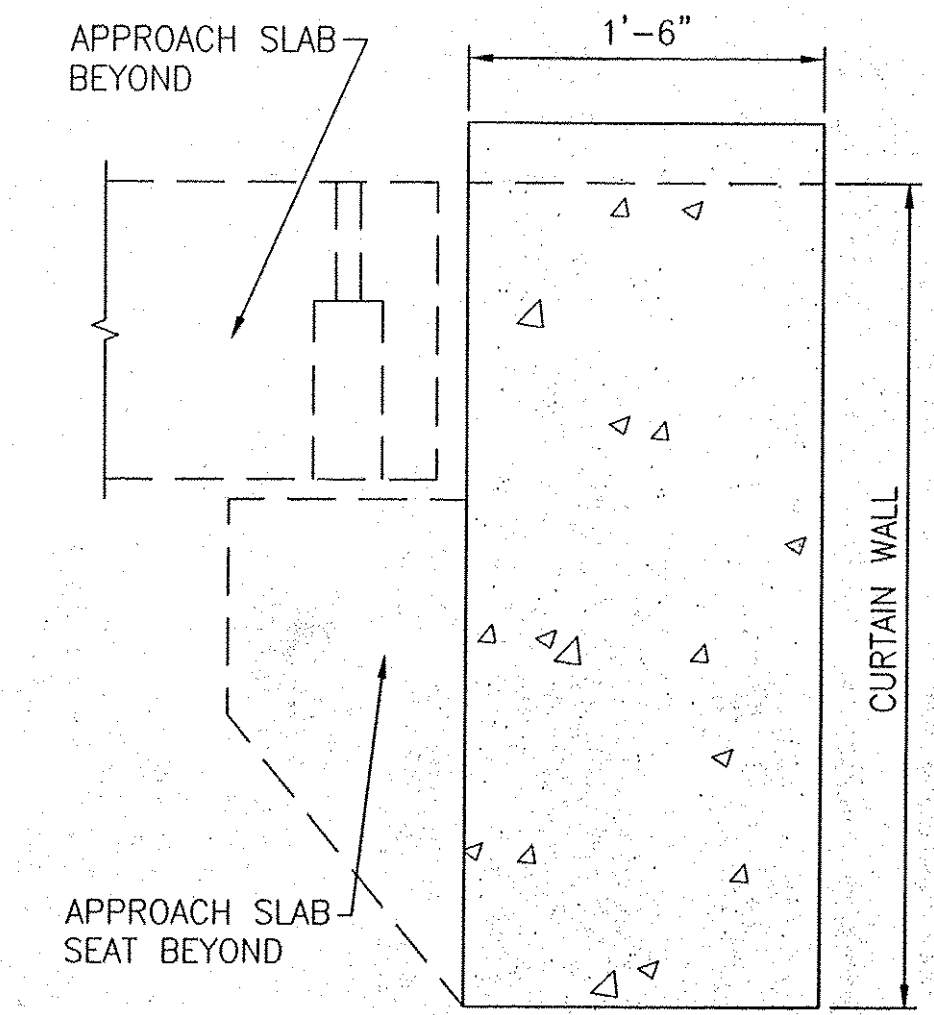 APPROACH SLAB
BEYOND
1'-6"
CURTAIN WALL
APPROACH SLAB
SEAT BEYOND